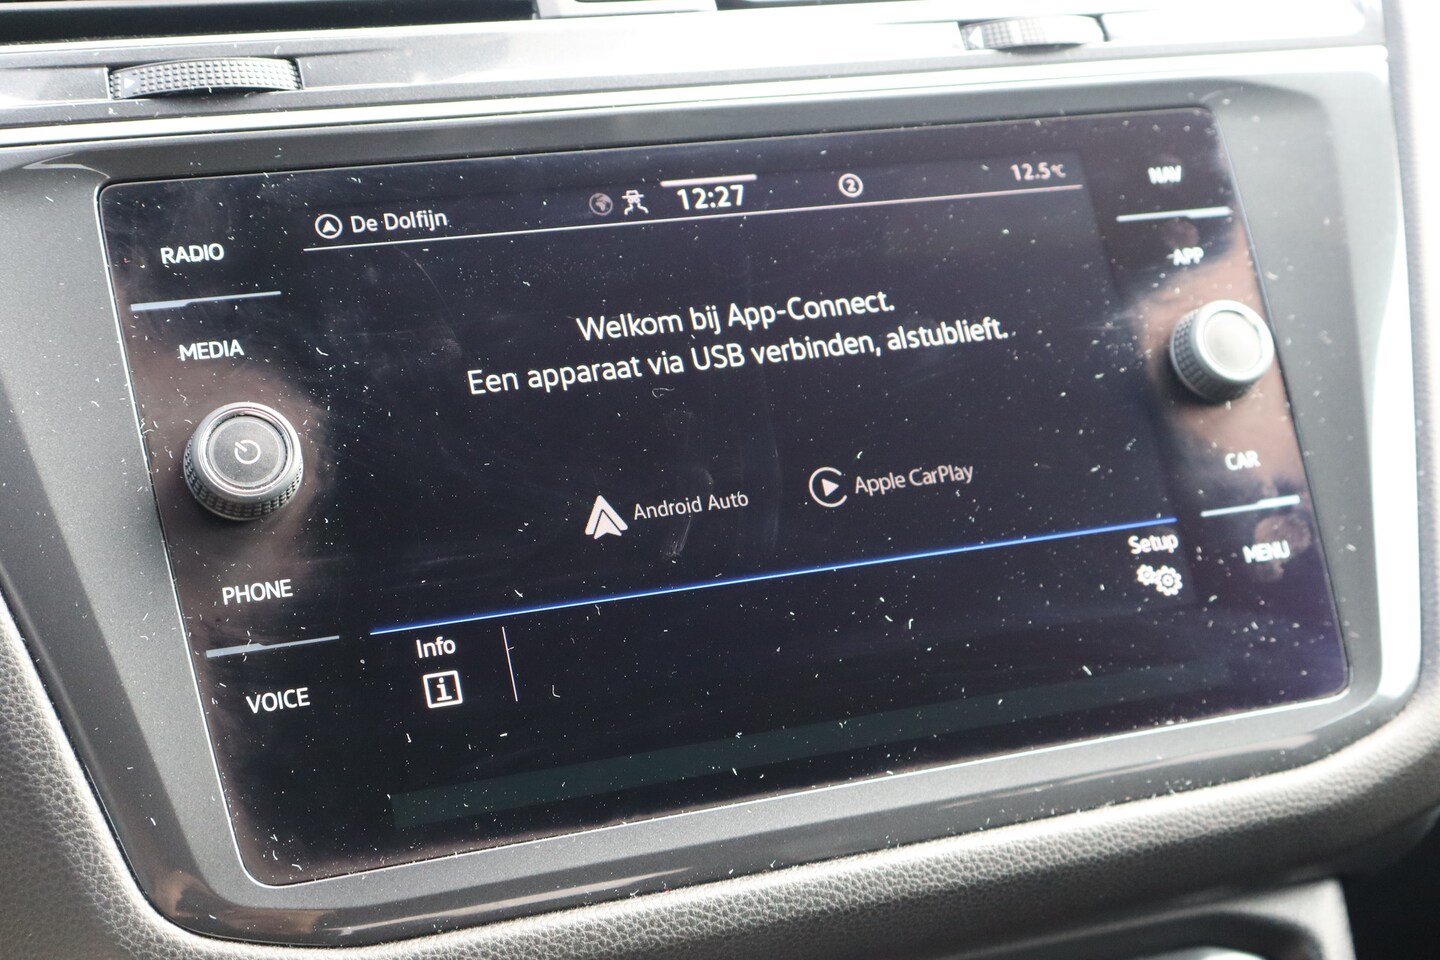 De Dolfijn
12:27
2
12.5°C
NAV
RADIO
APP
Welkom bij App-Connect.
Een apparaat via USB verbinden, alstublieft.
MEDIA
Android Auto
Apple CarPlay
CAR
Setup
MENU
PHONE
Info
VOICE